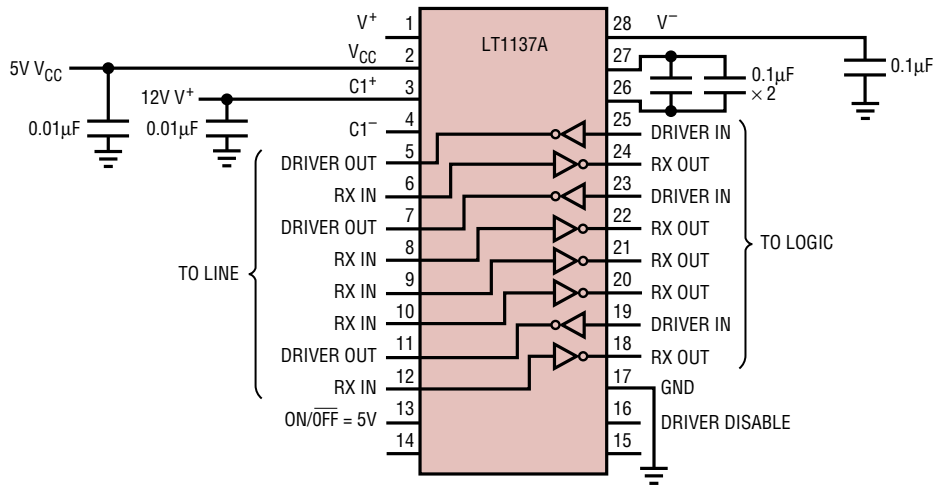 LT1137A
V+ 1
VCC 2
5V VCC
C1+ 3
12V V+
0.01µF 0.01µF
C1− 4
DRIVER OUT 5
RX IN 6
DRIVER OUT 7
RX IN 8
TO LINE
RX IN 9
RX IN 10
DRIVER OUT 11
RX IN 12
ON/O̅F̅F̅ = 5V 13
14
28 V−
27
0.1µF
× 2
0.1µF
26
25 DRIVER IN
24 RX OUT
23 DRIVER IN
22 RX OUT
TO LOGIC
21 RX OUT
20 RX OUT
19 DRIVER IN
18 RX OUT
17 GND
16 DRIVER DISABLE
15